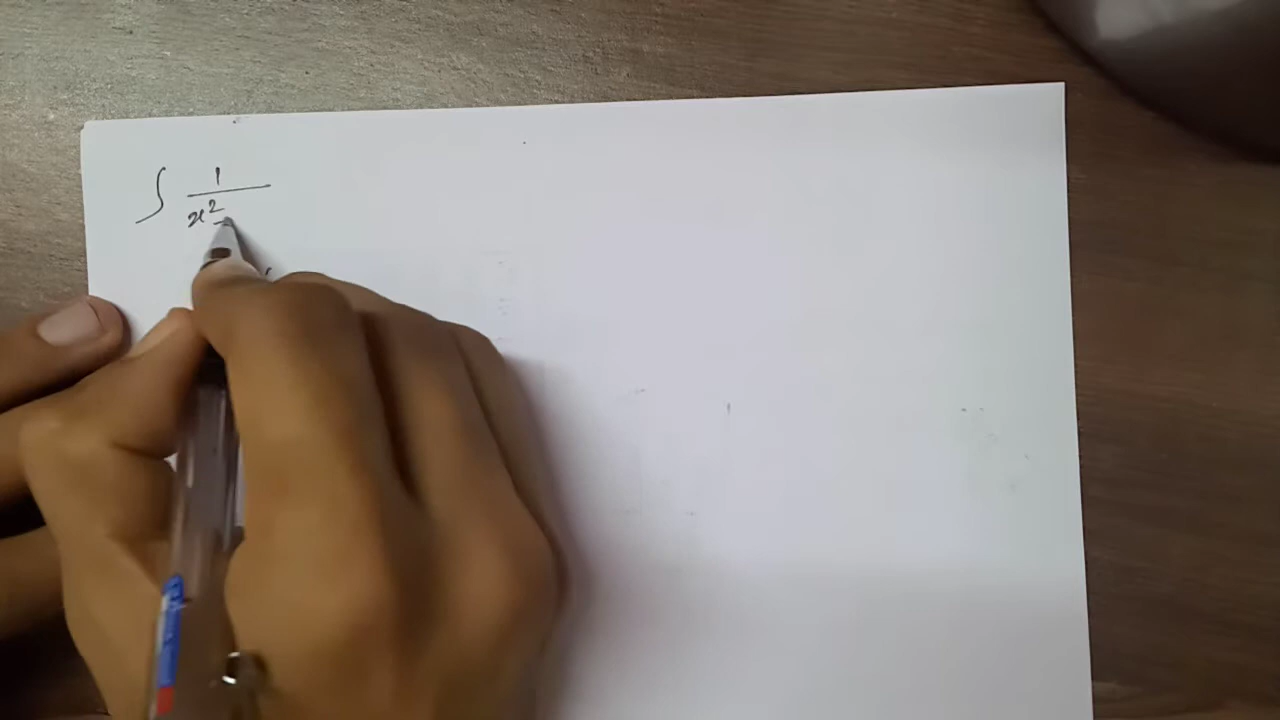 ∫ 1/x² -